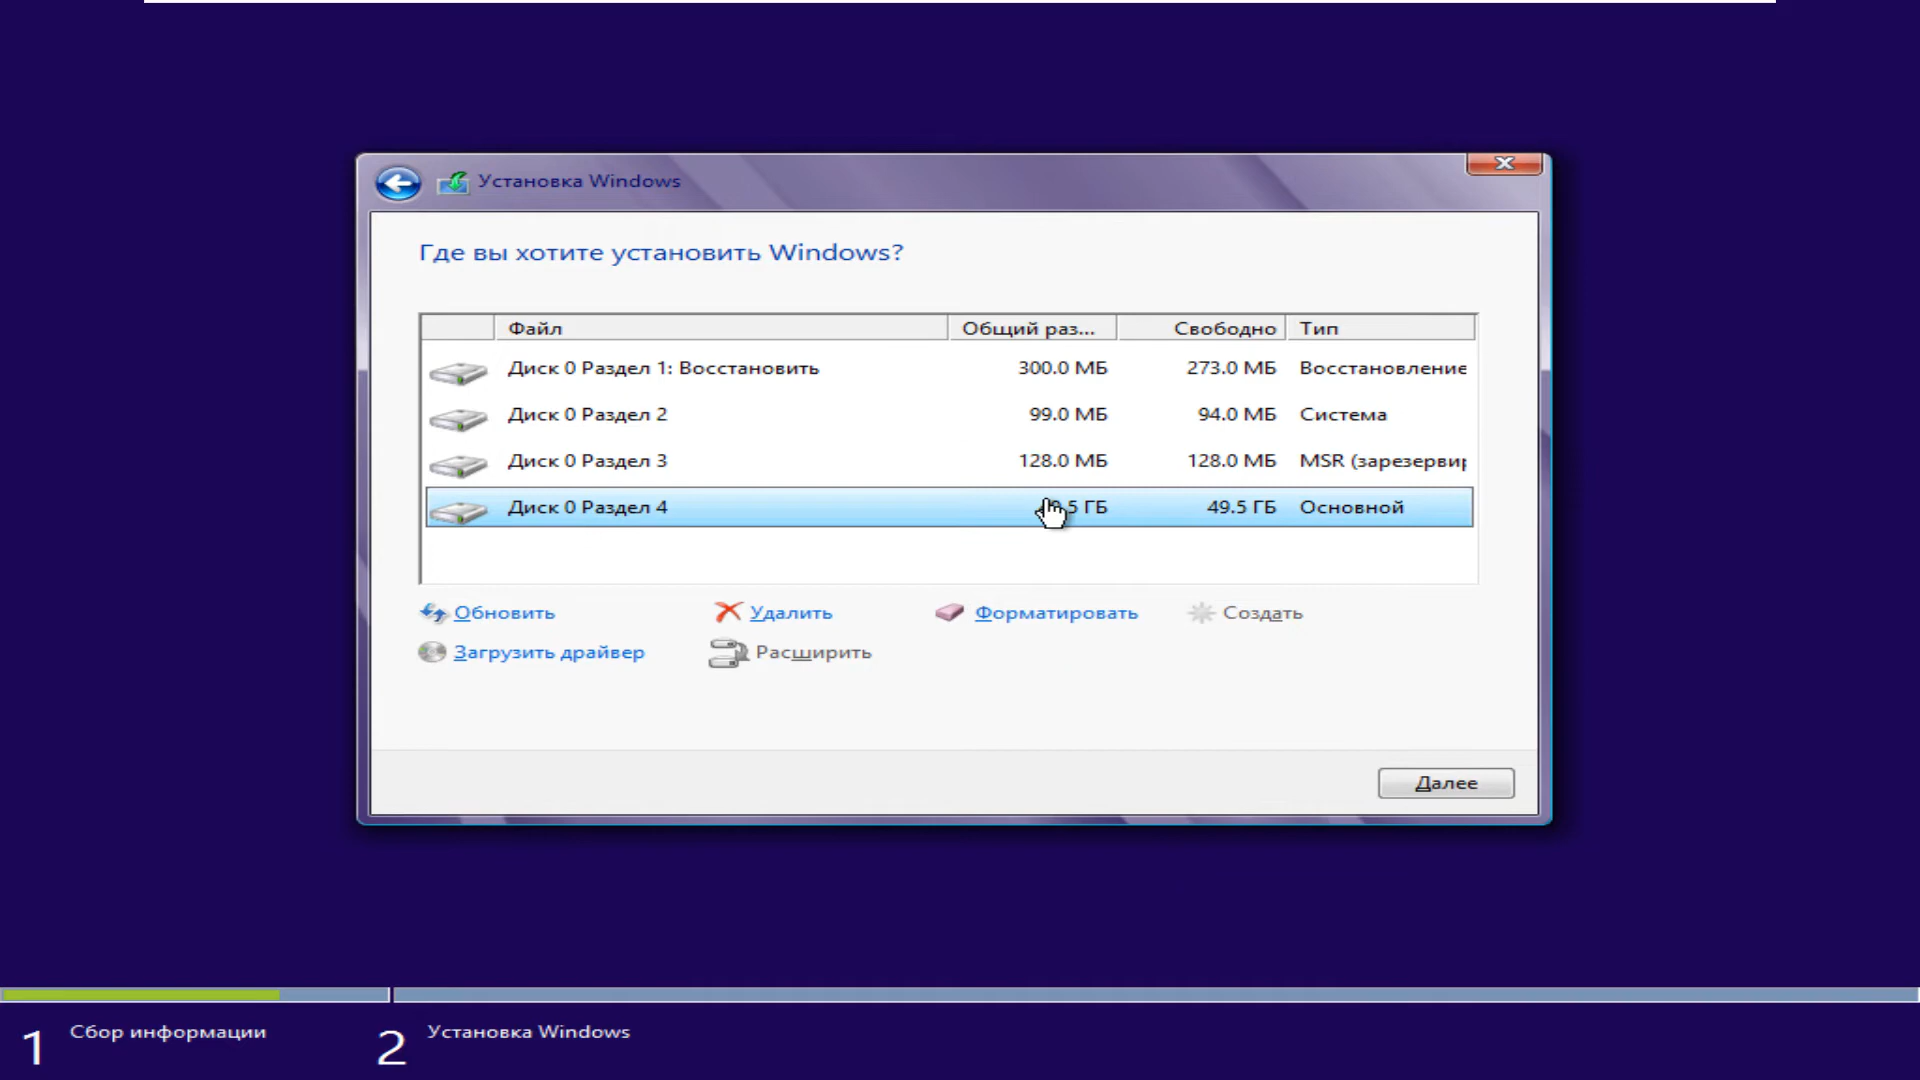 Установка Windows
Где вы хотите установить Windows?
Файл Общий раз... Свободно Тип
Диск 0 Раздел 1: Восстановить 300.0 МБ 273.0 МБ Восстановление
Диск 0 Раздел 2 99.0 МБ 94.0 МБ Система
Диск 0 Раздел 3 128.0 МБ 128.0 МБ MSR (зарезервир
Диск 0 Раздел 4 ГБ 49.5 ГБ Основной
Обновить Удалить Форматировать Создать
Загрузить драйвер Расширить
Далее
1 Сбор информации 2 Установка Windows